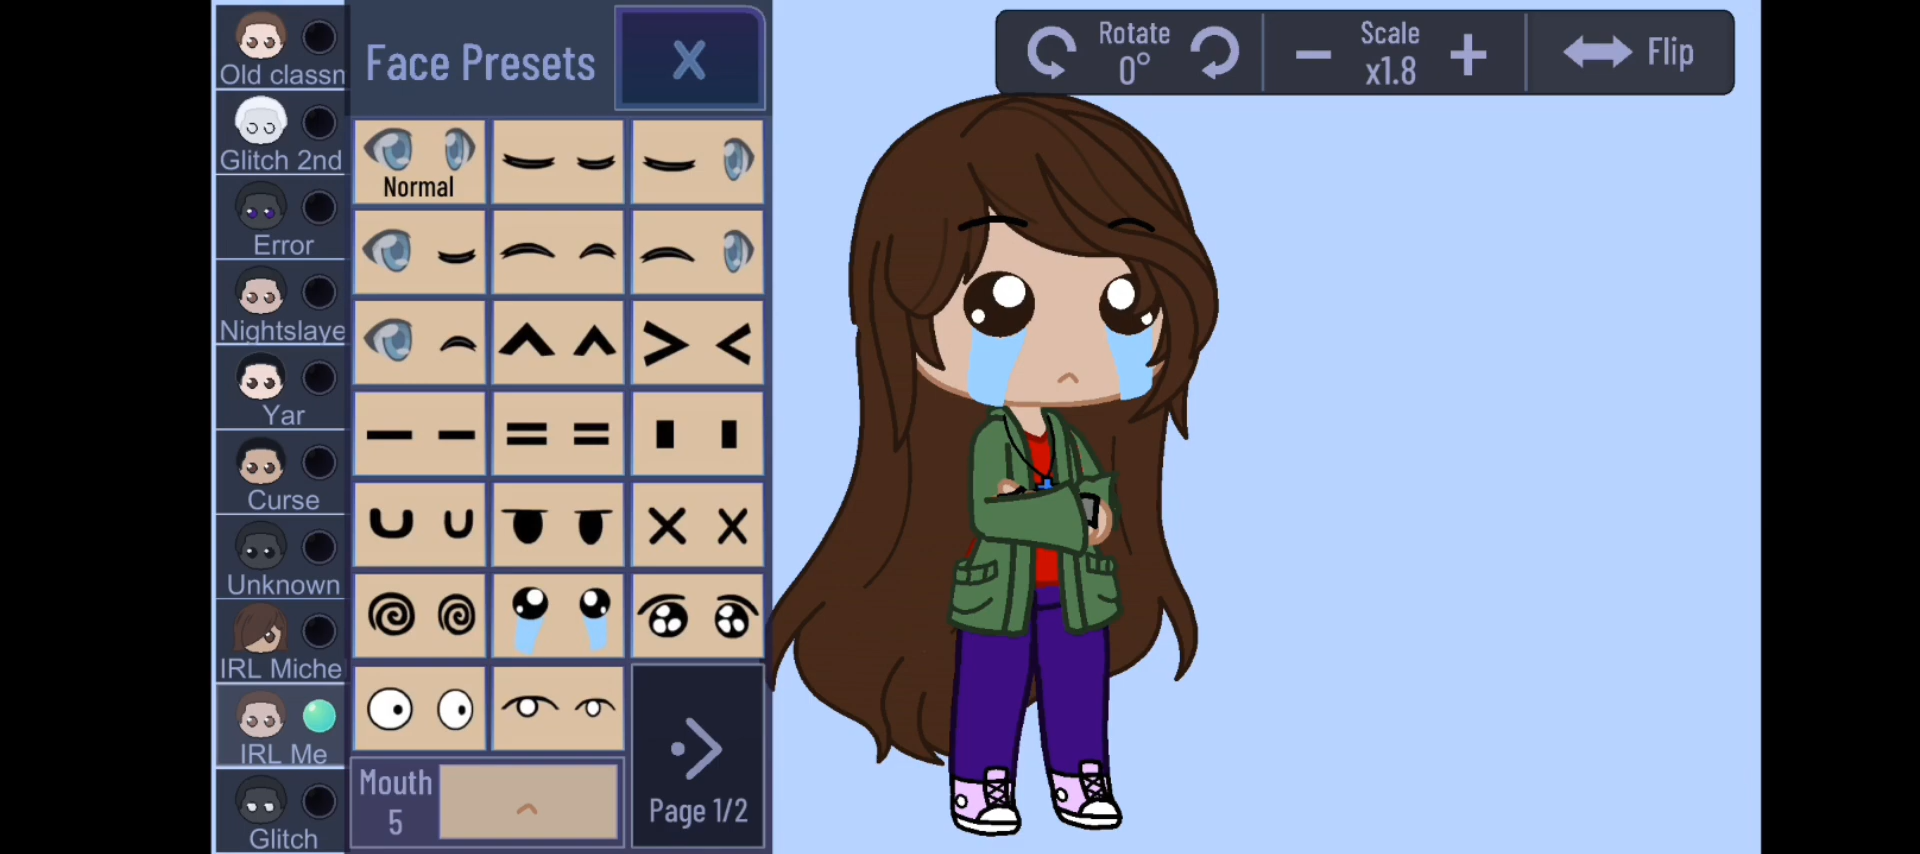 Old classn
Glitch 2nd
Error
Nightslaye
Yar
Curse
Unknown
IRL Miche
IRL Me
Glitch
Face Presets
X
Normal
Mouth
5
Page 1/2
Rotate
0°
Scale
x1.8
Flip